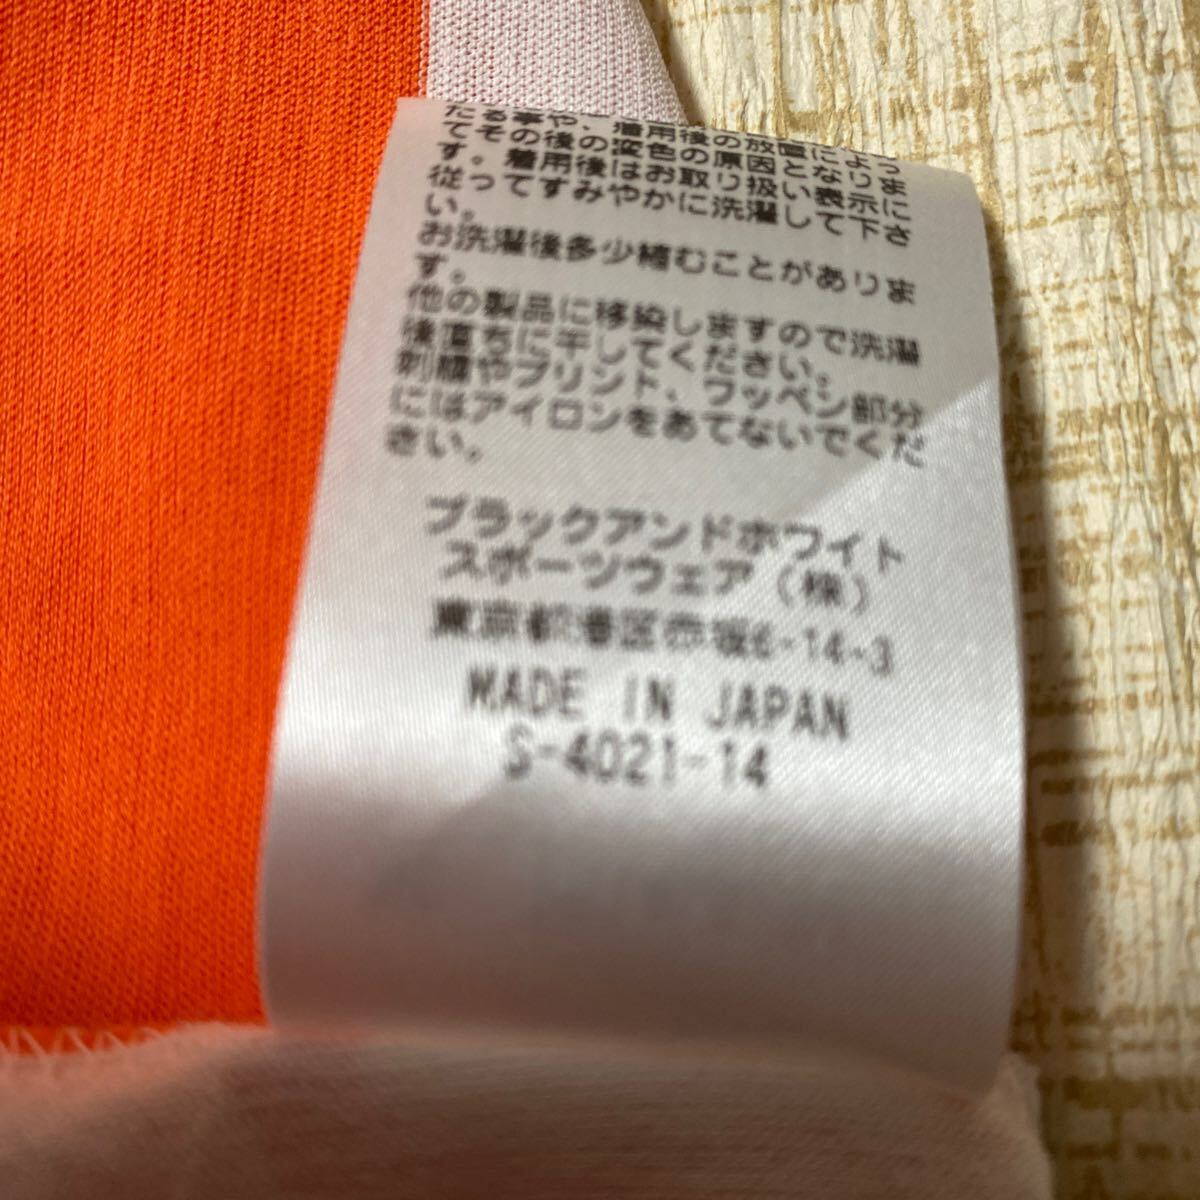 たる事や、着用後の放置によっ
てその後の変色の原因となりま
す。着用後はお取り扱い表示に
従ってすみやかに洗濯して下さ
い。
お洗濯後多少縮むことがありま
す。
他の製品に移染しますので洗濯
後直ちに干してください。
刺繍やプリント、ワッペン部分
にはアイロンをあてないでくだ
さい。
ブラックアンドホワイト
スポーツウェア(株)
東京都港区赤坂6-14-3
MADE IN JAPAN
S-4021-14